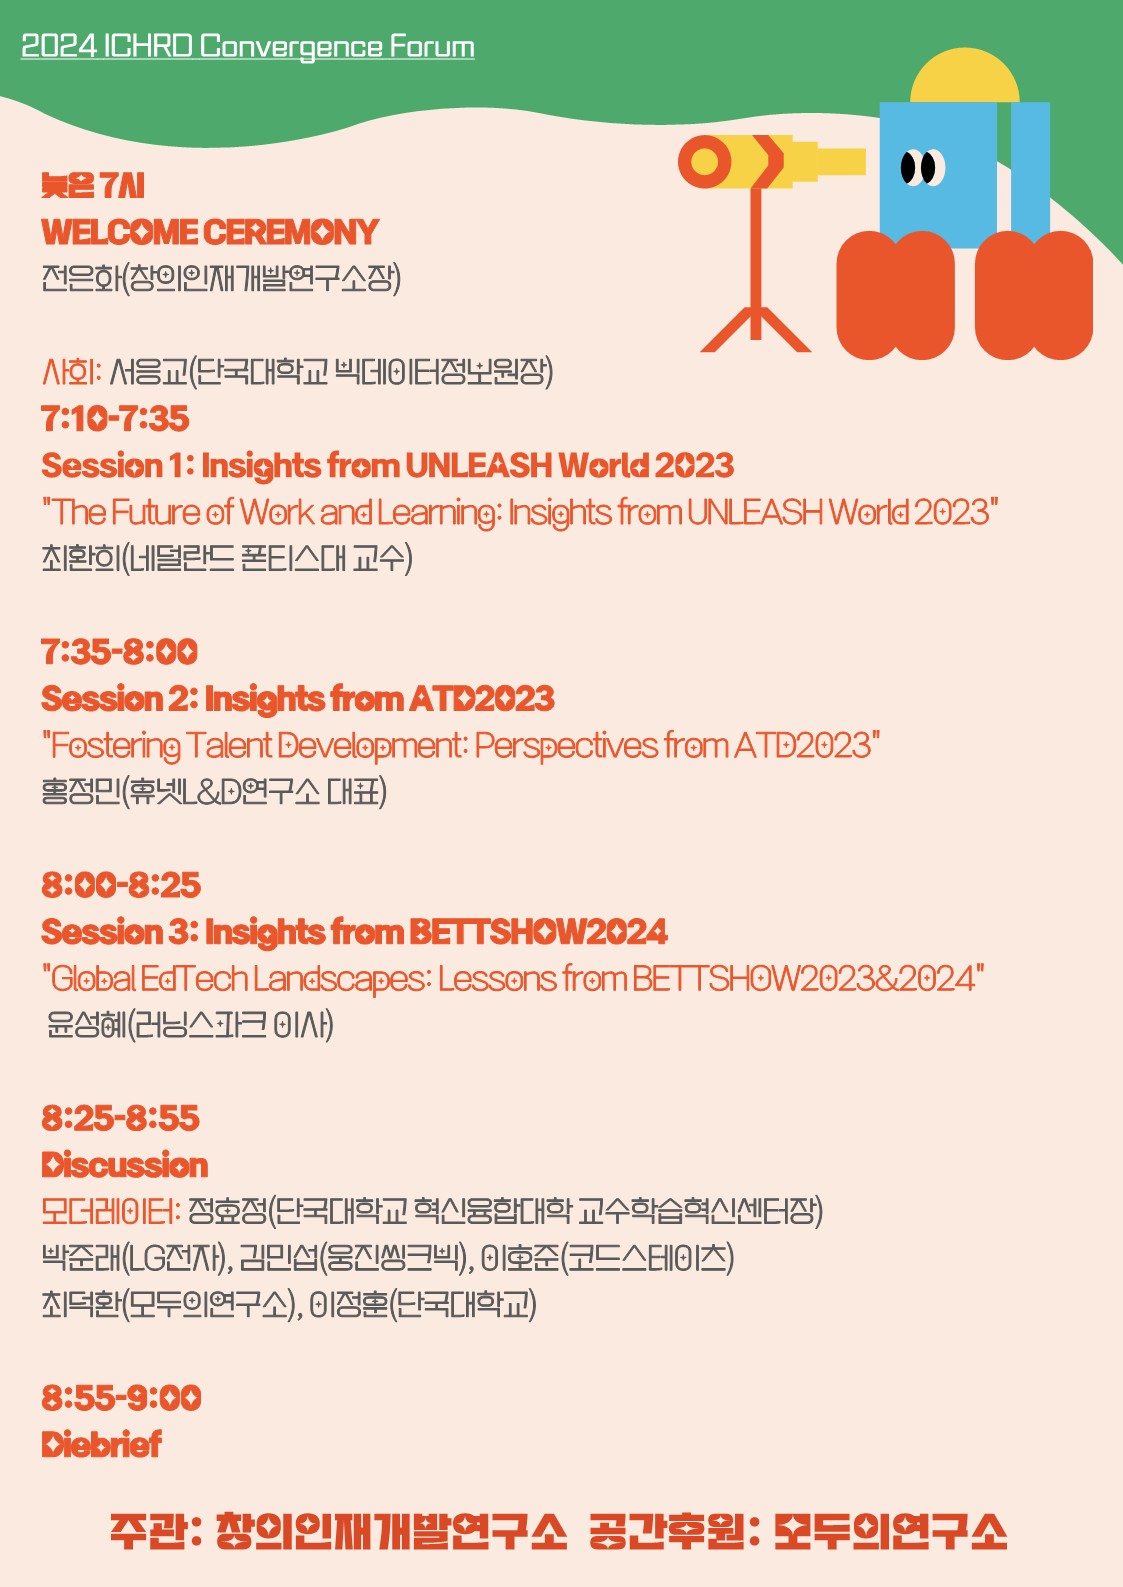 2024 ICHRD Convergence Forum
늦은 7시
WELCOME CEREMONY
전은화(창의인재개발연구소장)
사회: 서응교(단국대학교 빅데이터정보원장)
7:10-7:35
Session 1: Insights from UNLEASH World 2023
"The Future of Work and Learning: Insights from UNLEASH World 2023"
최환희(네덜란드 폰티스대 교수)
7:35-8:00
Session 2: Insights from ATD2023
"Fostering Talent Development: Perspectives from ATD2023"
홍정민(휴넷L&D연구소 대표)
8:00-8:25
Session 3: Insights from BETTSHOW2024
"Global EdTech Landscapes: Lessons from BETTSHOW2023&2024"
윤성혜(러닝스파크 이사)
8:25-8:55
Discussion
모더레이터: 정효정(단국대학교 혁신융합대학 교수학습혁신센터장)
박준래(LG전자), 김민섭(웅진씽크빅), 이호준(코드스테이츠)
최덕환(모두의연구소), 이정훈(단국대학교)
8:55-9:00
Diebrief
주관: 창의인재개발연구소 공간후원: 모두의연구소